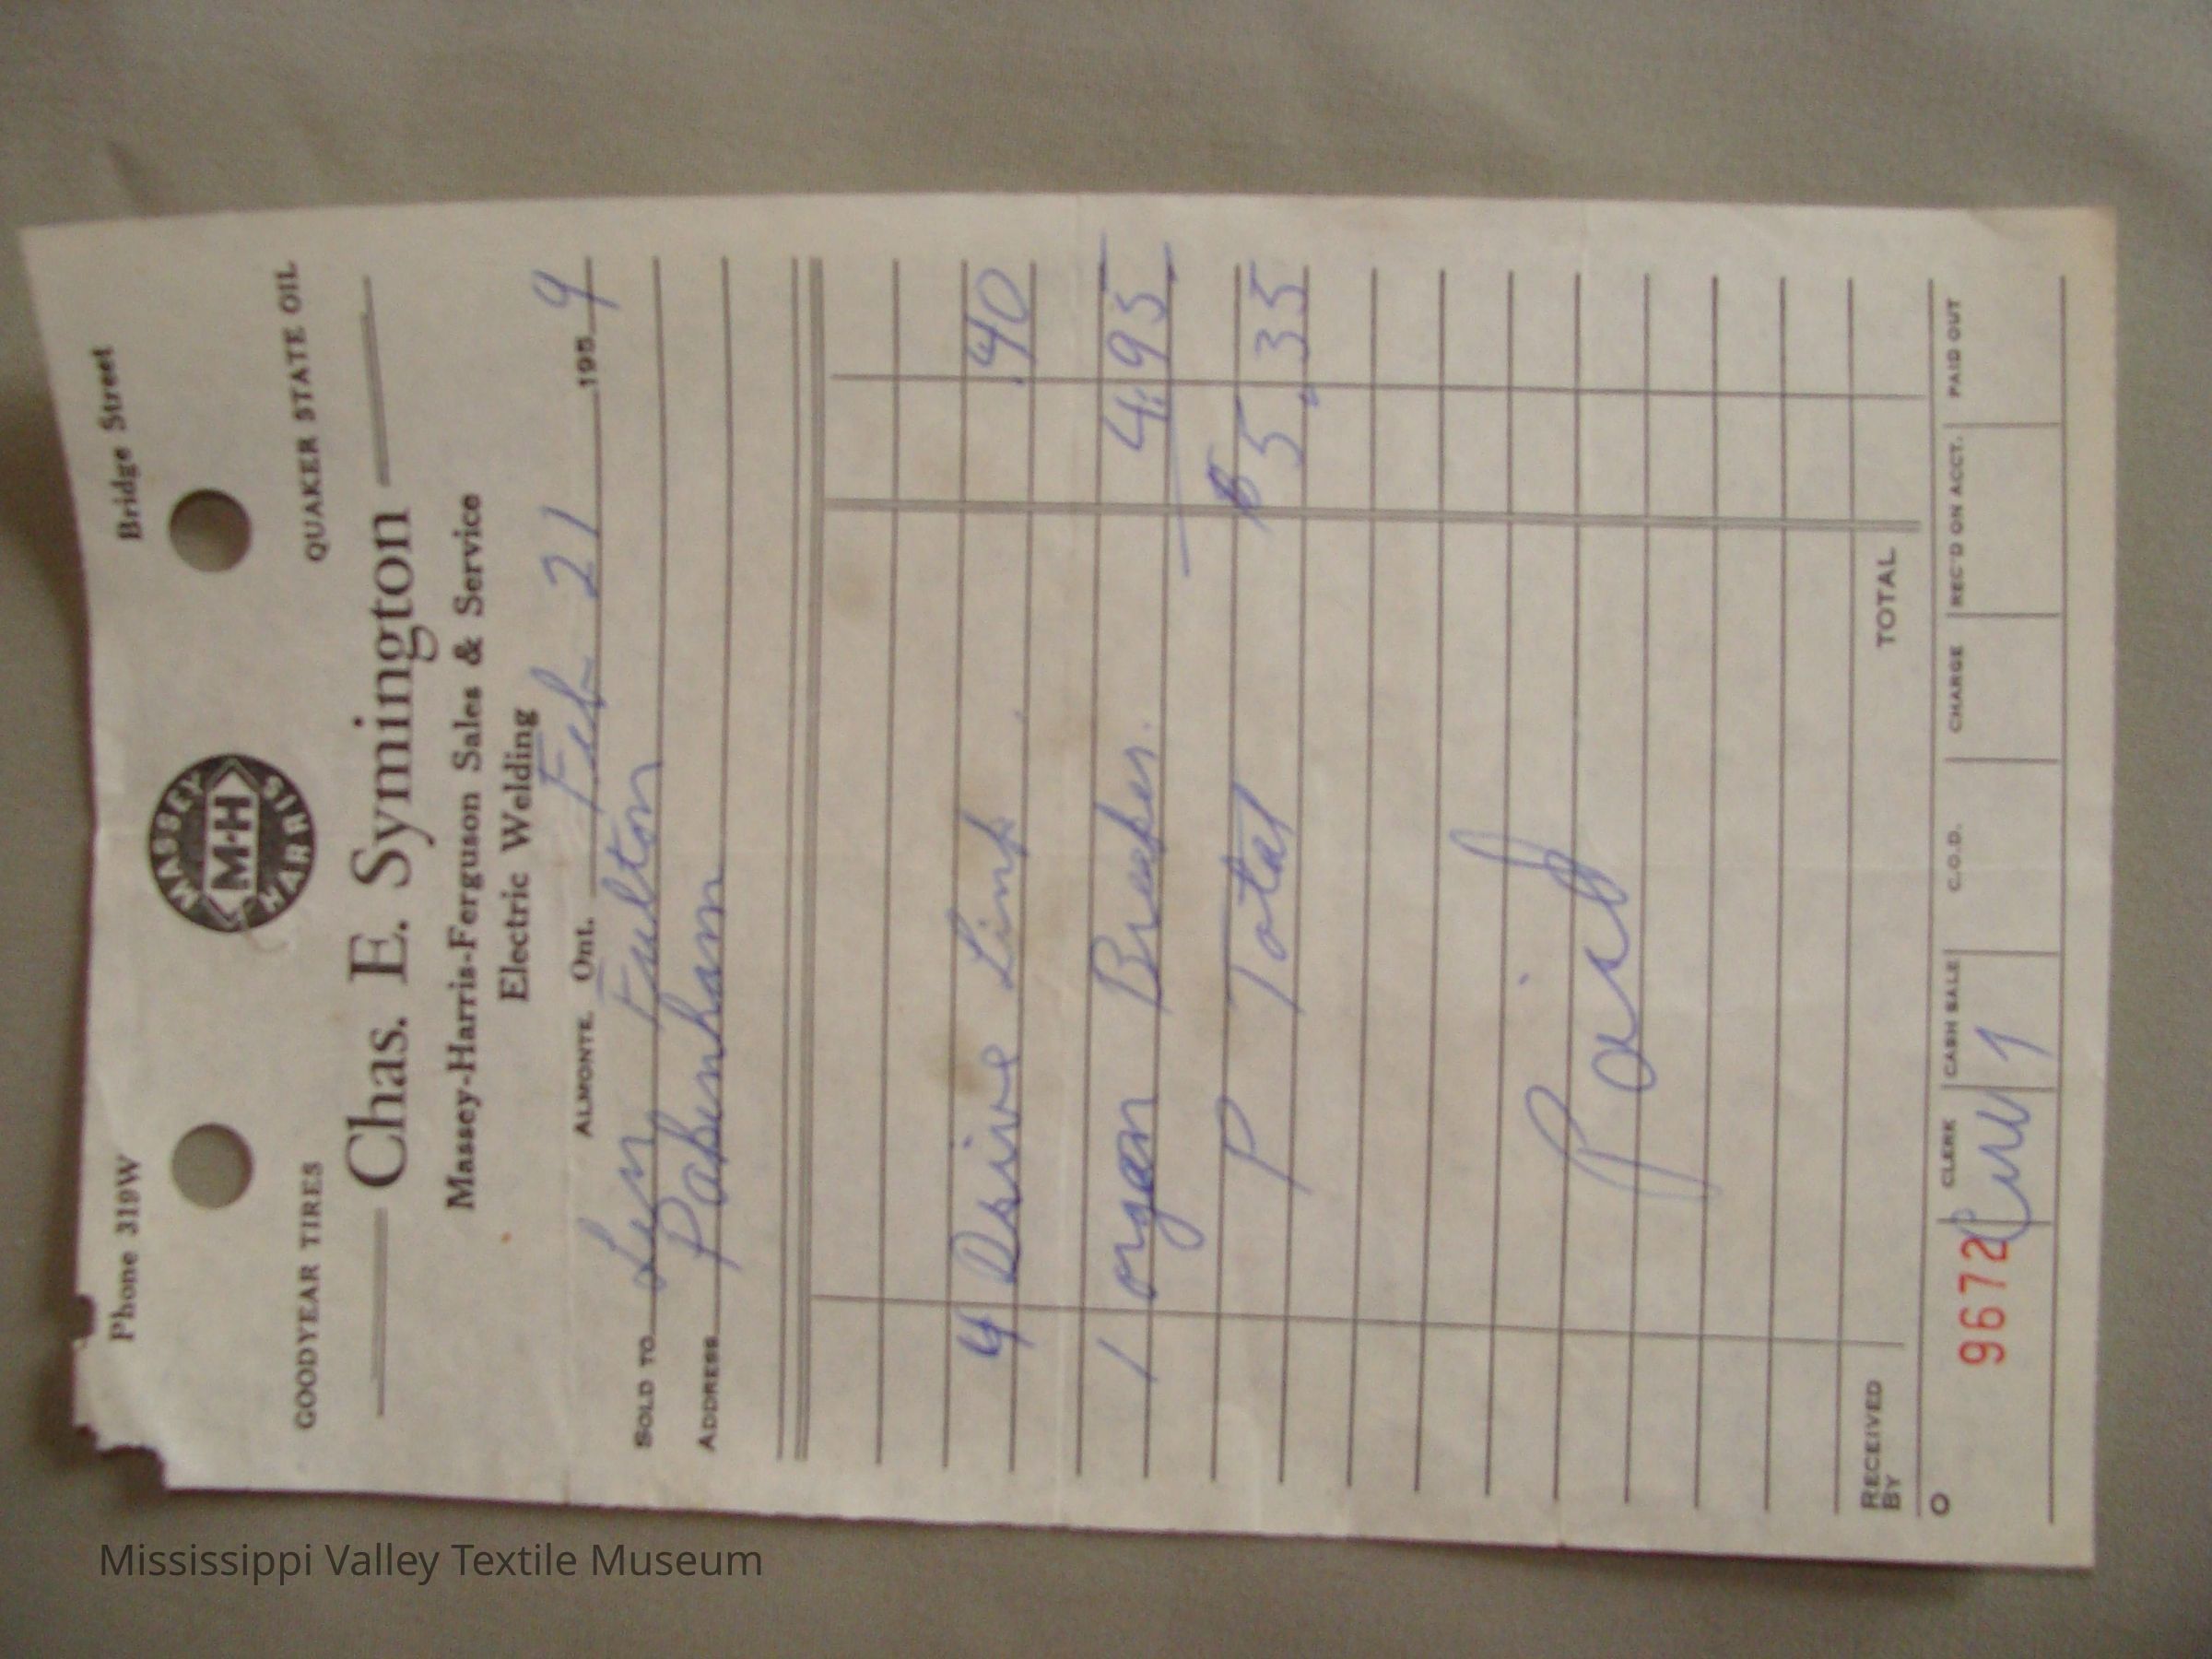 Phone 319W Bridge Street
MASSEY
M-H
HARRIS
GOODYEAR TIRES QUAKER STATE OIL
Chas. E. Symington
Massey-Harris-Ferguson Sales & Service
Electric Welding
ALMONTE, Ont. Feb 21 1959
SOLD TO Len Fulton
ADDRESS Pakenham
4 Drive Link .40
1 Breaker. 4.95
P Total $5.35
Paid
TOTAL
RECEIVED BY
CLERK CASH SALE C.O.D. CHARGE REC'D ON ACCT. PAID OUT
9672
Mississippi Valley Textile Museum